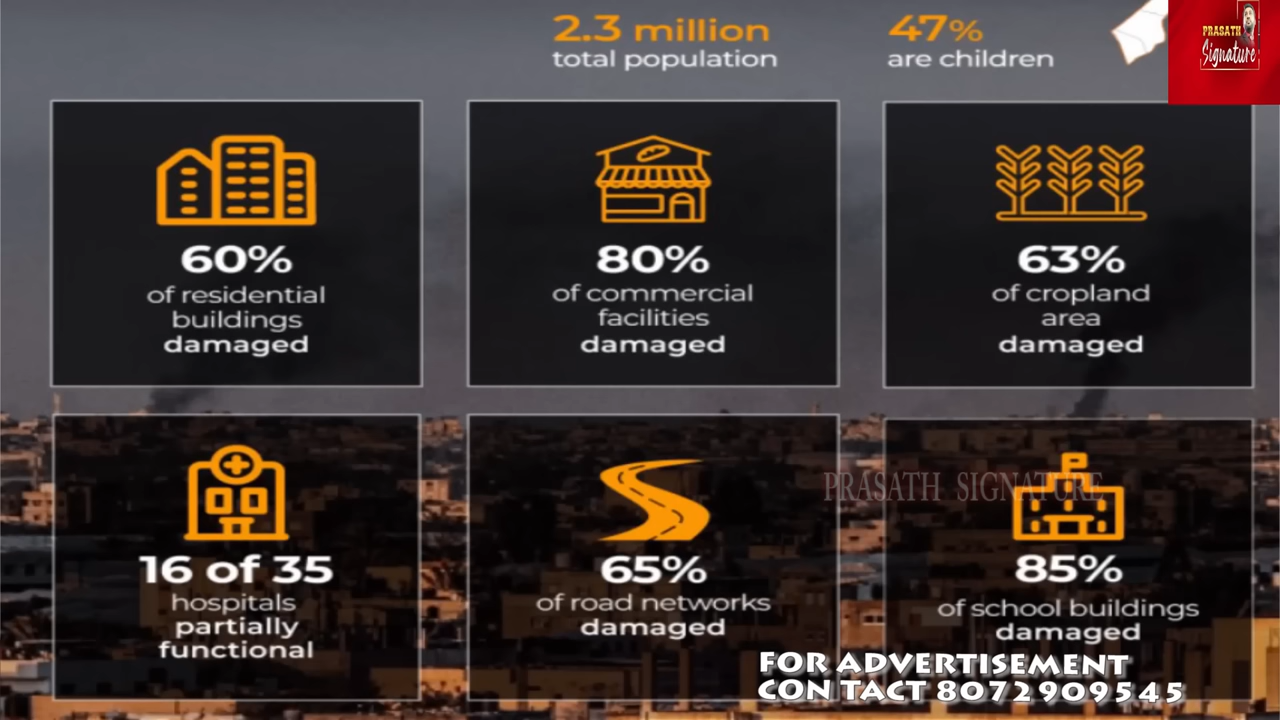 2.3 million
total population
47%
are children
PRASATH
Signature
60%
of residential
buildings
damaged
80%
of commercial
facilities
damaged
63%
of cropland
area
damaged
16 of 35
hospitals
partially
functional
65%
of road networks
damaged
PRASATH SIGNATURE
85%
of school buildings
damaged
FOR ADVERTISEMENT
CON TACT 8072909545